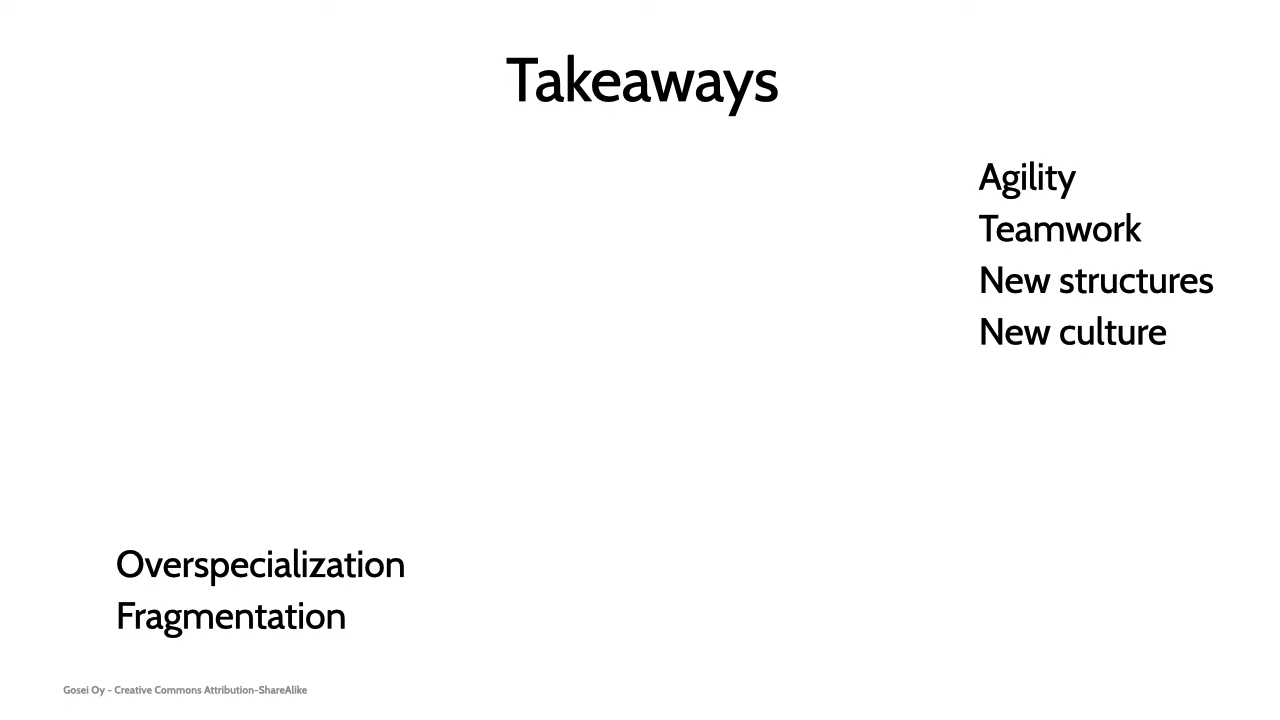 Takeaways
Agility
Teamwork
New structures
New culture
Overspecialization
Fragmentation
Gosei Oy - Creative Commons Attribution-ShareAlike